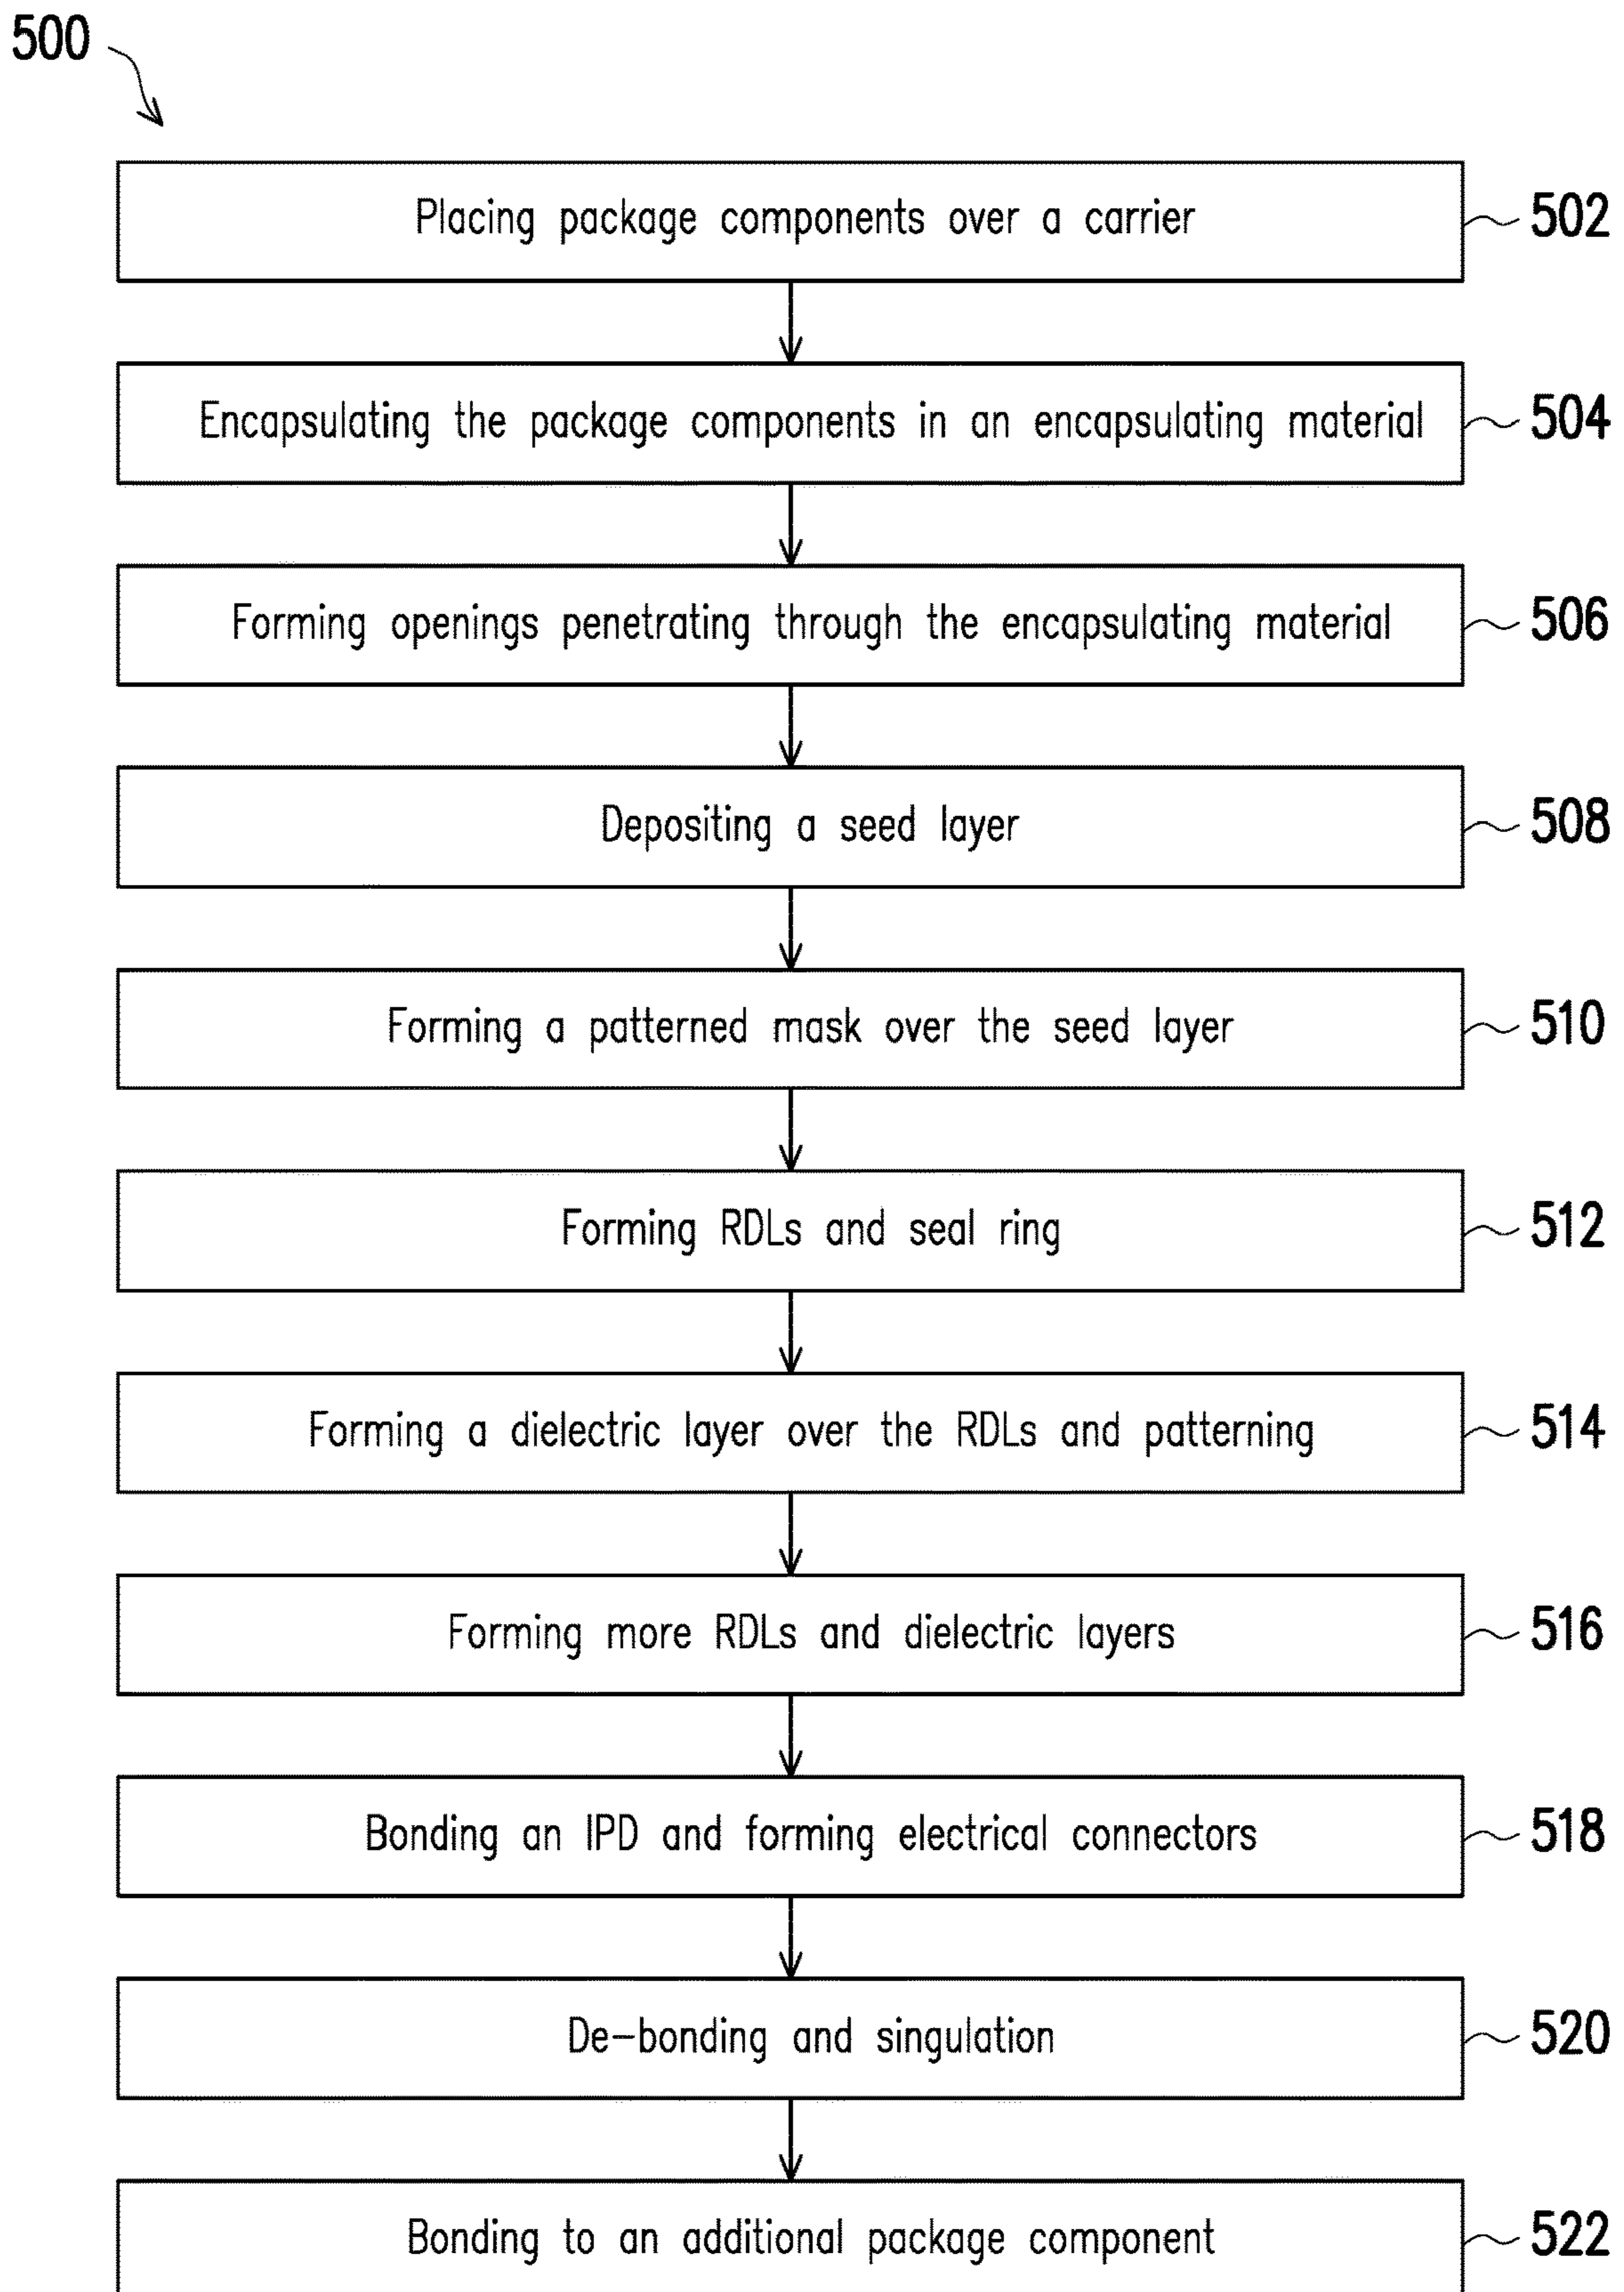 500
Placing package components over a carrier 502
Encapsulating the package components in an encapsulating material 504
Forming openings penetrating through the encapsulating material 506
Depositing a seed layer 508
Forming a patterned mask over the seed layer 510
Forming RDLs and seal ring 512
Forming a dielectric layer over the RDLs and patterning 514
Forming more RDLs and dielectric layers 516
Bonding an IPD and forming electrical connectors 518
De-bonding and singulation 520
Bonding to an additional package component 522